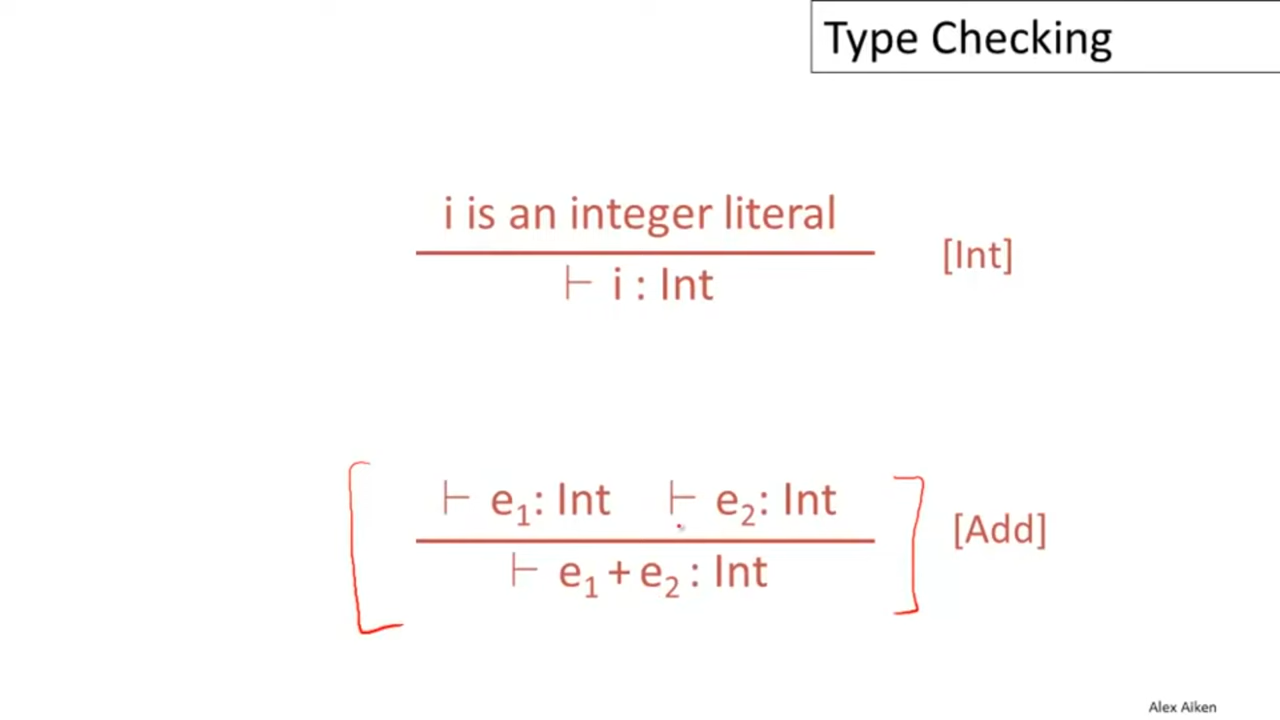 Type Checking
i is an integer literal
⊢ i : Int
[Int]
⊢ e₁: Int ⊢ e₂: Int
⊢ e₁ + e₂ : Int
[Add]
Alex Aiken